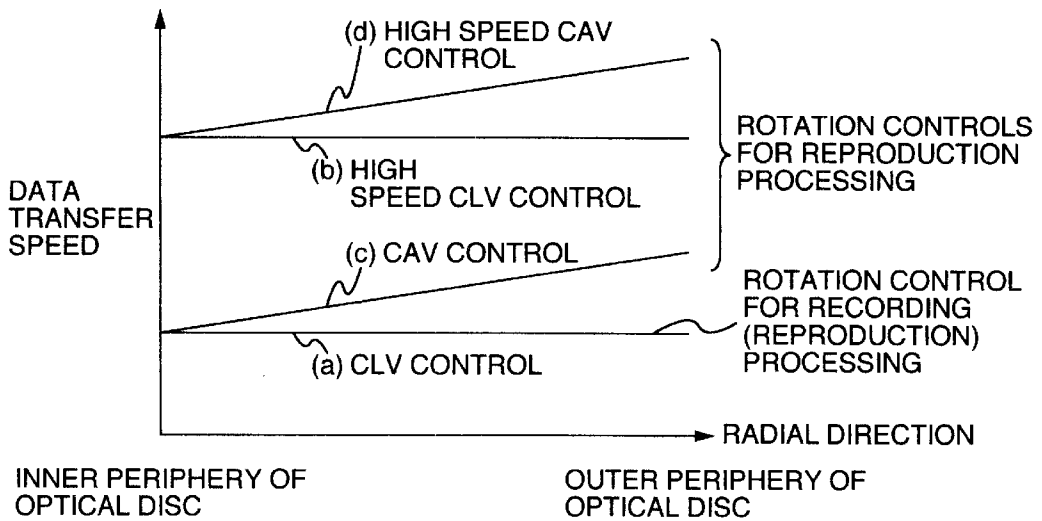 (d) HIGH SPEED CAV
CONTROL
ROTATION CONTROLS
FOR REPRODUCTION
PROCESSING
(b) HIGH
SPEED CLV CONTROL
DATA
TRANSFER
SPEED
(c) CAV CONTROL
ROTATION CONTROL
FOR RECORDING
(REPRODUCTION)
PROCESSING
(a) CLV CONTROL
RADIAL DIRECTION
INNER PERIPHERY OF
OPTICAL DISC
OUTER PERIPHERY OF
OPTICAL DISC